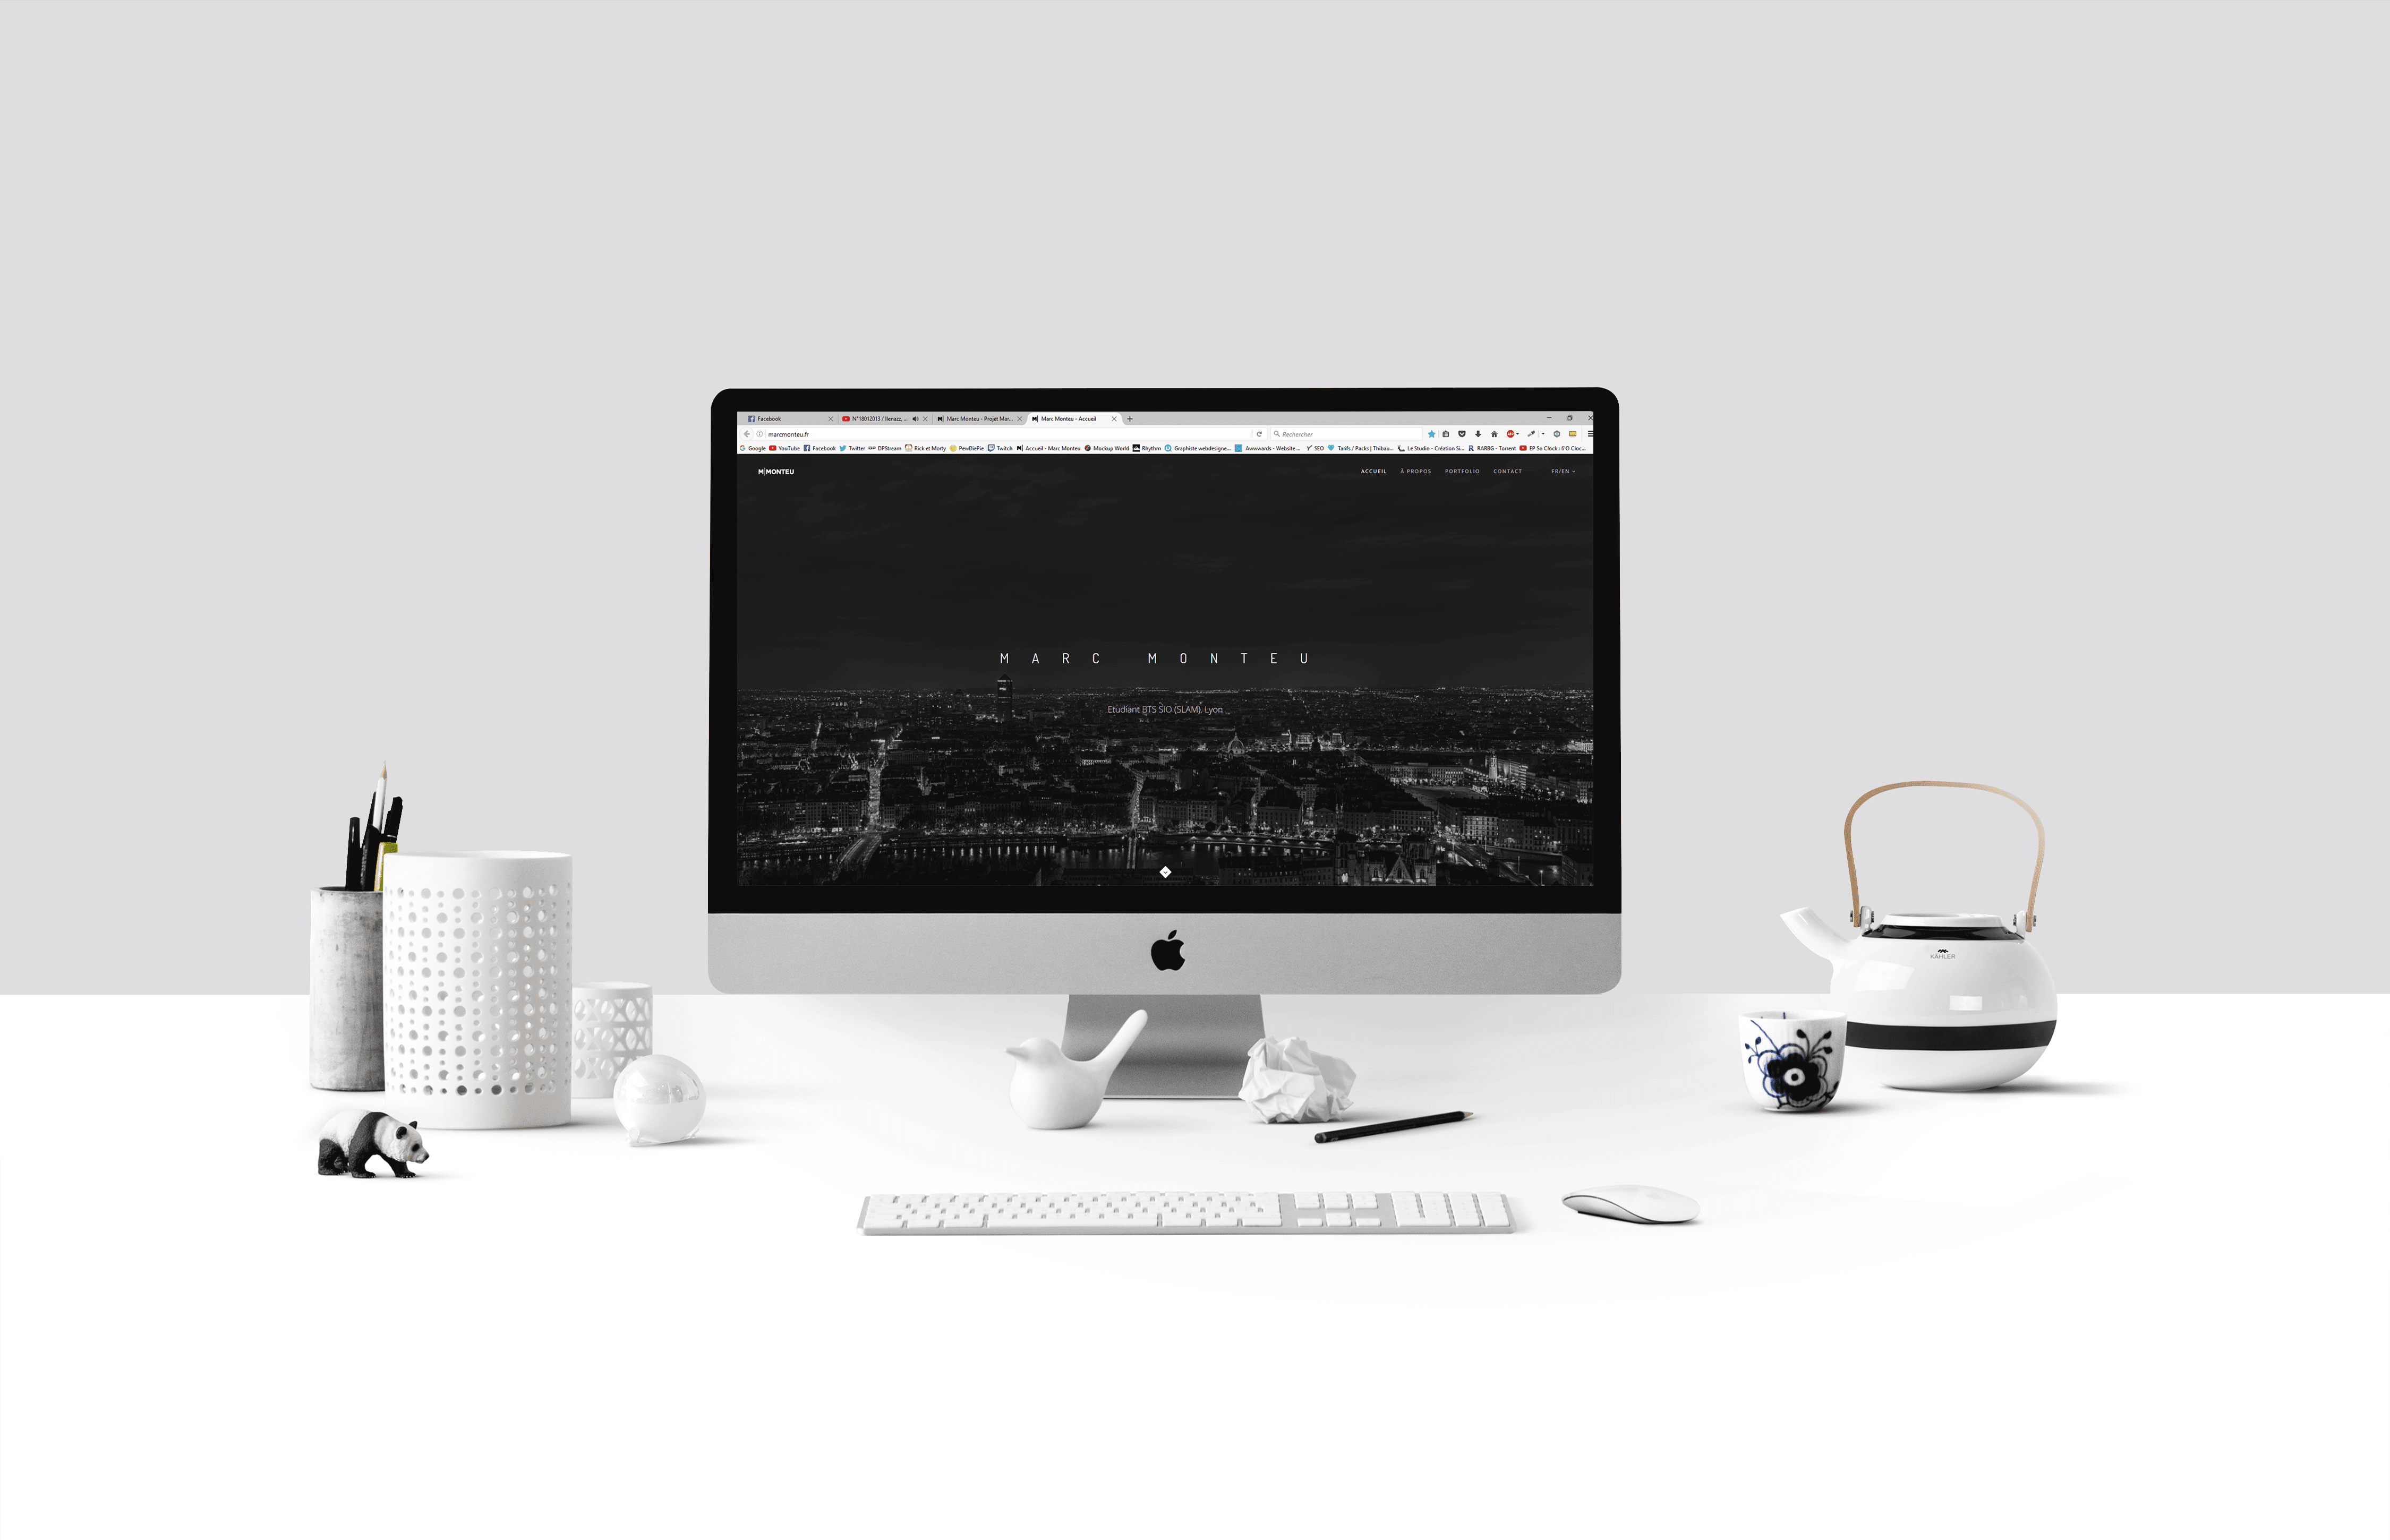 Facebook
N°18012013 / Ilenazz, ...
Marc Monteu - Projet Mar...
Marc Monteu - Accueil
marcmonteu.fr
Rechercher
Google YouTube Facebook Twitter DPStream Rick et Morty PewDiePie Twitch Accueil - Marc Monteu Mockup World Rhythm Graphiste webdesigne... Awwwards - Website ... SEO Tarifs / Packs | Thibau... Le Studio - Création Si... RARBG - Torrent EP So Clock : 6'O Cloc...
M|MONTEU
ACCUEIL À PROPOS PORTFOLIO CONTACT FR/EN
MARC MONTEU
Etudiant BTS SIO (SLAM), Lyon
KÄHLER